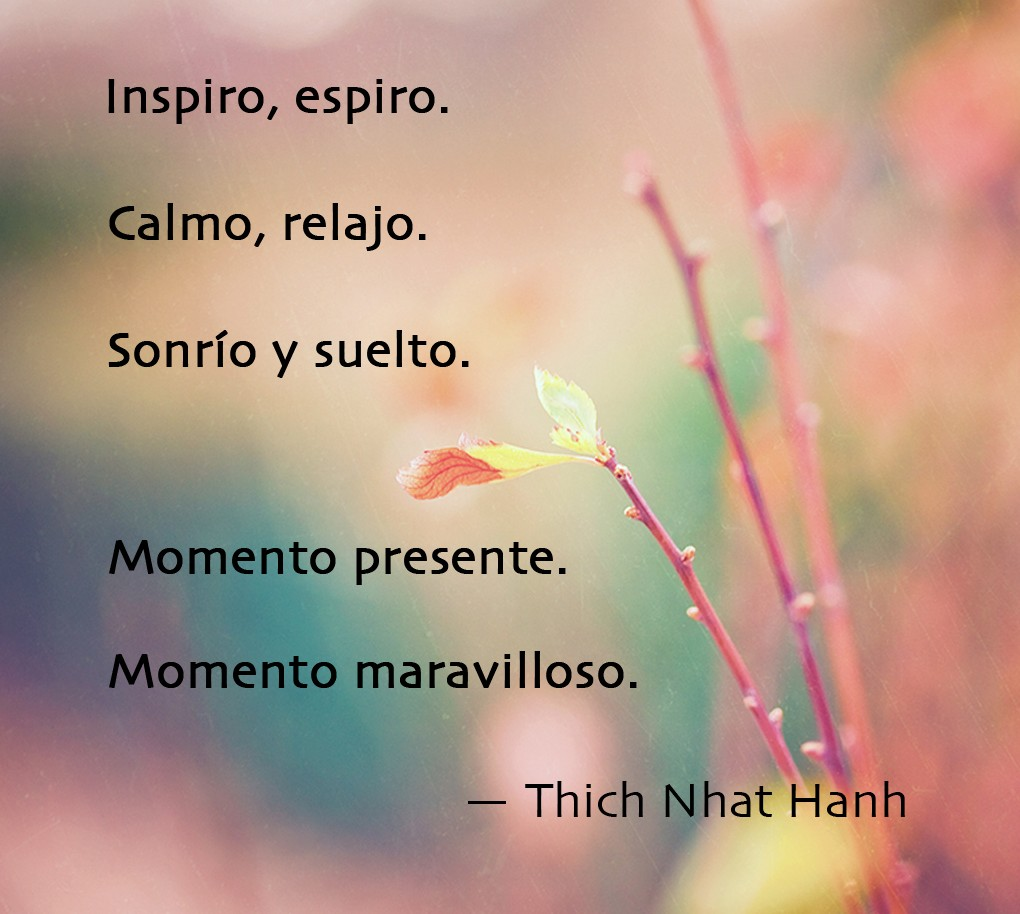 Inspiro, espiro.
Calmo, relajo.
Sonrío y suelto.
Momento presente.
Momento maravilloso.
— Thich Nhat Hanh